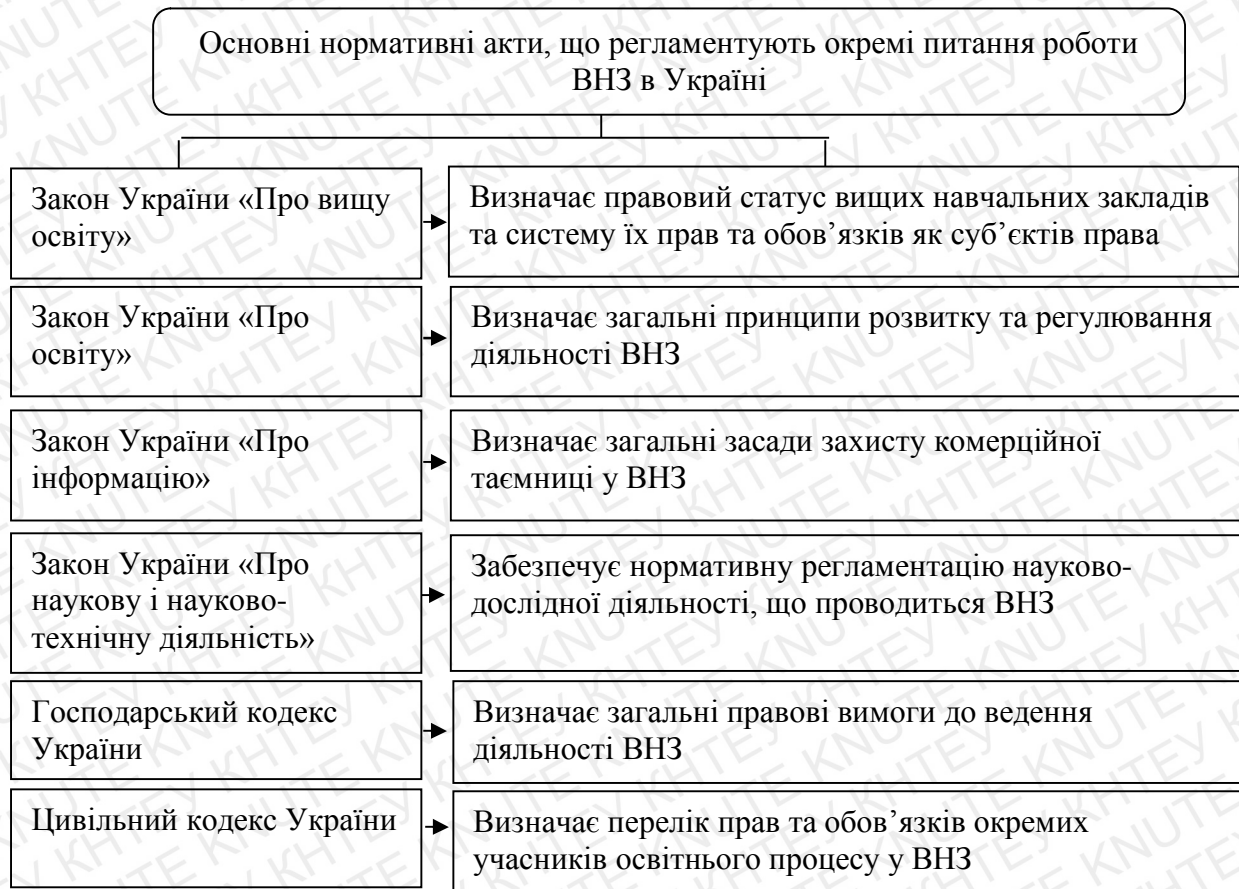 Основні нормативні акти, що регламентують окремі питання роботи
ВНЗ в Україні
Закон України «Про вищу
освіту»
Визначає правовий статус вищих навчальних закладів
та систему їх прав та обов’язків як суб’єктів права
Закон України «Про
освіту»
Визначає загальні принципи розвитку та регулювання
діяльності ВНЗ
Закон України «Про
інформацію»
Визначає загальні засади захисту комерційної
таємниці у ВНЗ
Закон України «Про
наукову і науково-
технічну діяльність»
Забезпечує нормативну регламентацію науково-
дослідної діяльності, що проводиться ВНЗ
Господарський кодекс
України
Визначає загальні правові вимоги до ведення
діяльності ВНЗ
Цивільний кодекс України
Визначає перелік прав та обов’язків окремих
учасників освітнього процесу у ВНЗ